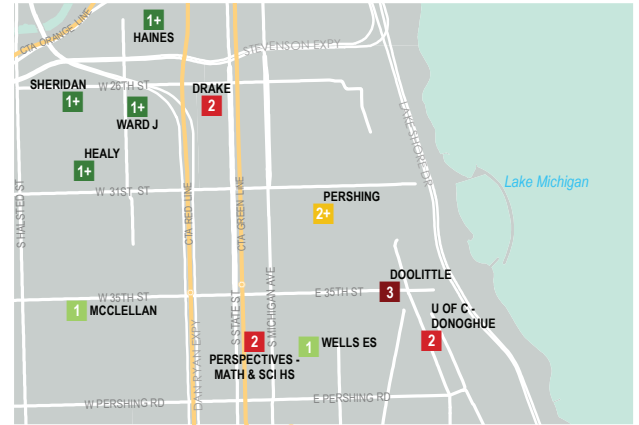 CTA ORANGE LINE
1+
HAINES
STEVENSON EXPY
SHERIDAN
1+
W 26TH ST
1+
WARD J
DRAKE
2
LAKE SHORE DR
HEALY
1+
W 31ST ST
PERSHING
2+
Lake Michigan
S HALSTED ST
CTA RED LINE
CTA GREEN LINE
DOOLITTLE
3
W 35TH ST
E 35TH ST
1
MCCLELLAN
S STATE ST
S MICHIGAN AVE
U OF C -
DONOGHUE
2
2
PERSPECTIVES -
MATH & SCI HS
1
WELLS ES
DAN RYAN EXPY
W PERSHING RD
E PERSHING RD